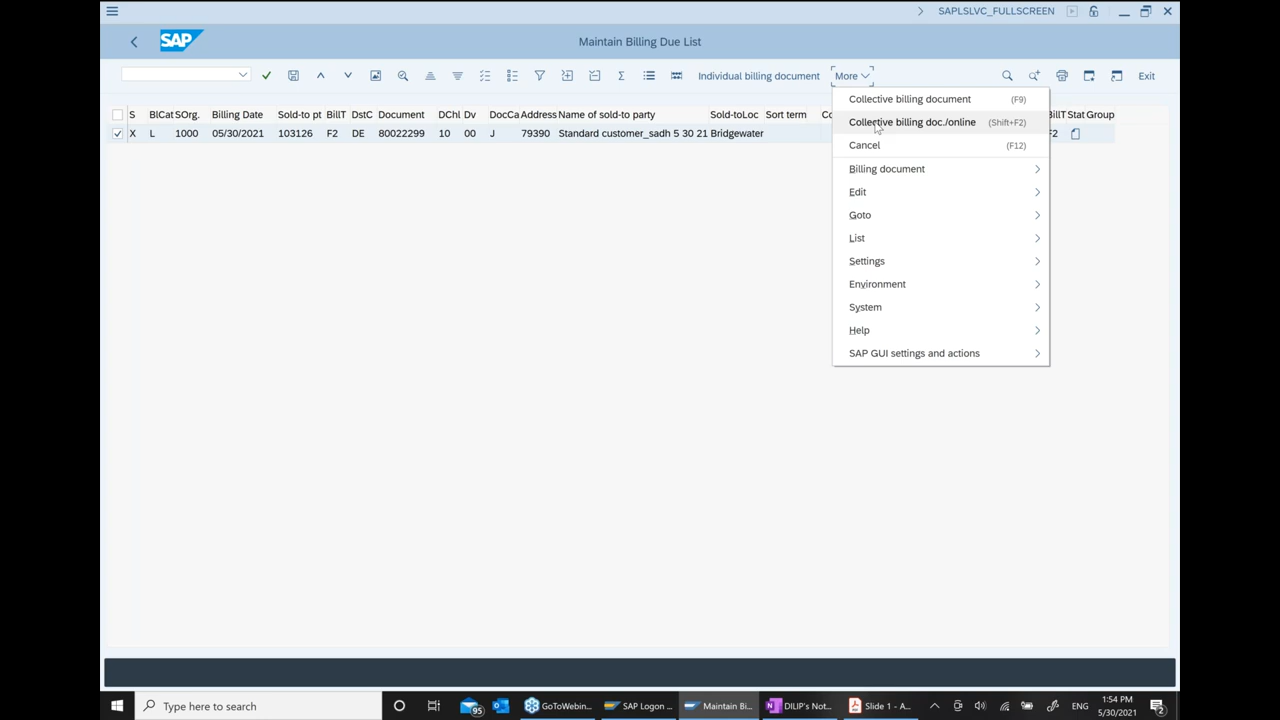 SAPLSLVC_FULLSCREEN
SAP
Maintain Billing Due List
Individual billing document More Exit
S BlCat SOrg. Billing Date Sold-to pt BillT DstC Document DChl Dv DocCa Address Name of sold-to party Sold-toLoc Sort term
X L 1000 05/30/2021 103126 F2 DE 80022299 10 00 J 79390 Standard customer_sadh 5 30 21 Bridgewater
Stat Group
Collective billing document (F9)
Collective billing doc./online (Shift+F2)
Cancel (F12)
Billing document
Edit
Goto
List
Settings
Environment
System
Help
SAP GUI settings and actions
Type here to search
95
GoToWebin...
SAP Logon ...
Maintain Bi...
DILIP's Not...
Slide 1 - A...
ENG
1:54 PM
5/30/2021
2